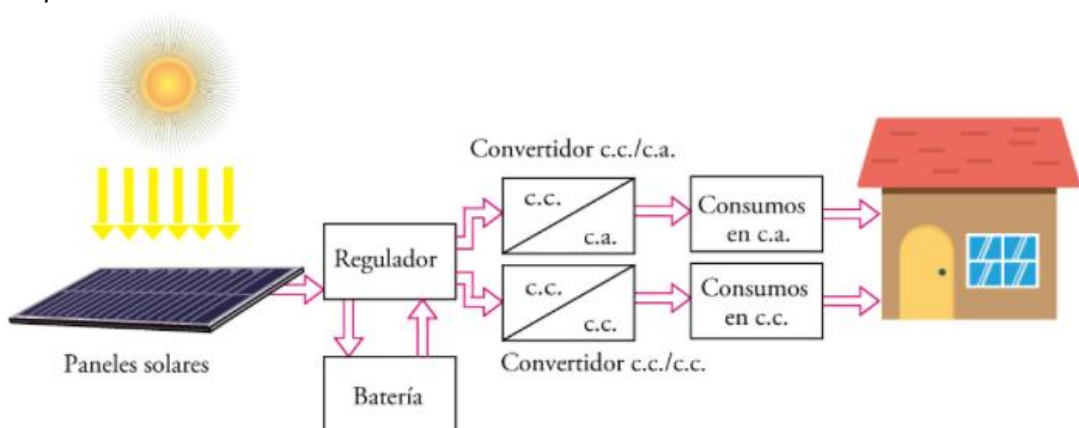 Convertidor c.c./c.a.
c.c.
c.a.
Consumos
en c.a.
Regulador
c.c.
c.c.
Consumos
en c.c.
Paneles solares
Convertidor c.c./c.c.
Batería